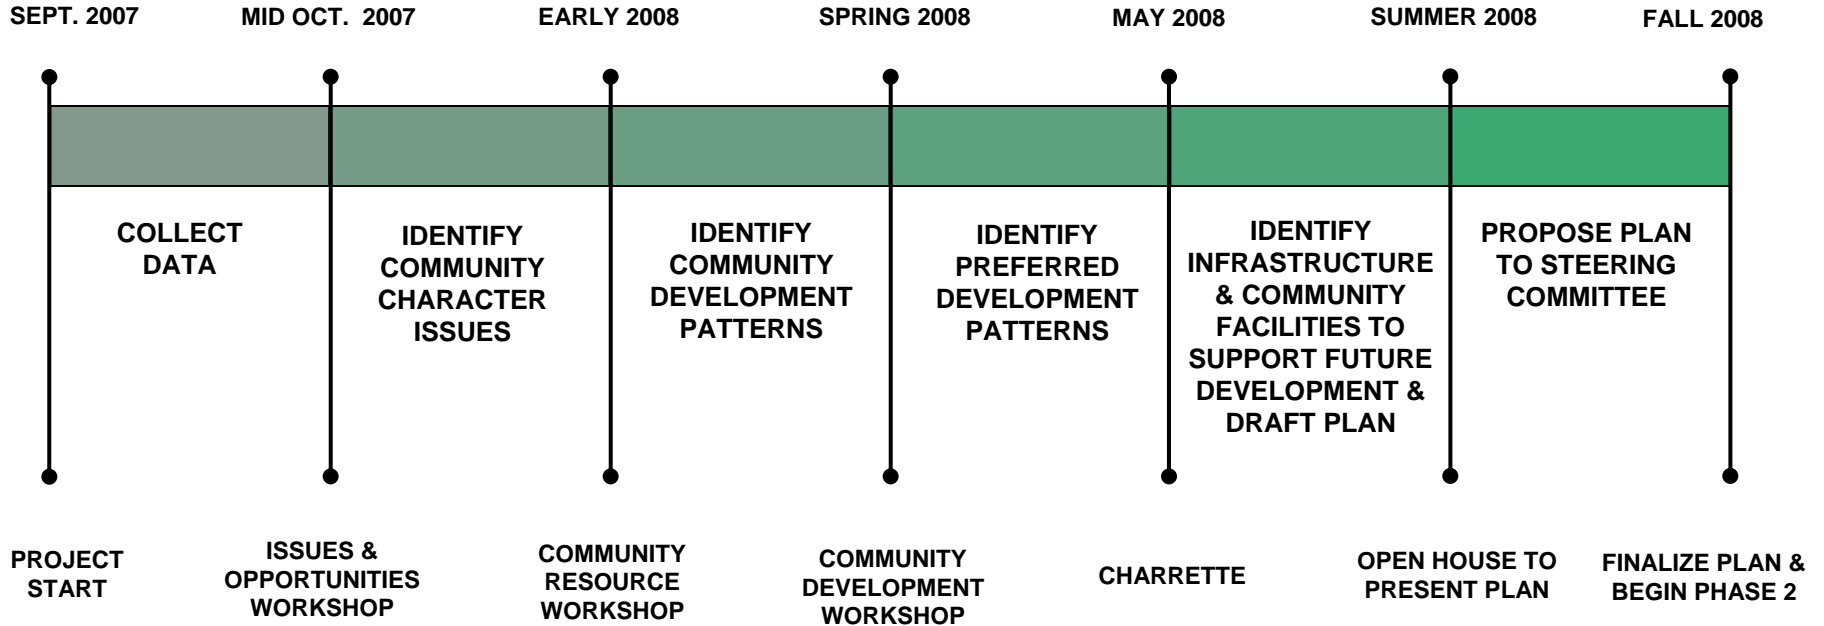 SEPT. 2007
MID OCT. 2007
EARLY 2008
SPRING 2008
MAY 2008
SUMMER 2008
FALL 2008
COLLECT
DATA
IDENTIFY
COMMUNITY
CHARACTER
ISSUES
IDENTIFY
COMMUNITY
DEVELOPMENT
PATTERNS
IDENTIFY
PREFERRED
DEVELOPMENT
PATTERNS
IDENTIFY
INFRASTRUCTURE
& COMMUNITY
FACILITIES TO
SUPPORT FUTURE
DEVELOPMENT &
DRAFT PLAN
PROPOSE PLAN
TO STEERING
COMMITTEE
PROJECT
START
ISSUES &
OPPORTUNITIES
WORKSHOP
COMMUNITY
RESOURCE
WORKSHOP
COMMUNITY
DEVELOPMENT
WORKSHOP
CHARRETTE
OPEN HOUSE TO
PRESENT PLAN
FINALIZE PLAN &
BEGIN PHASE 2